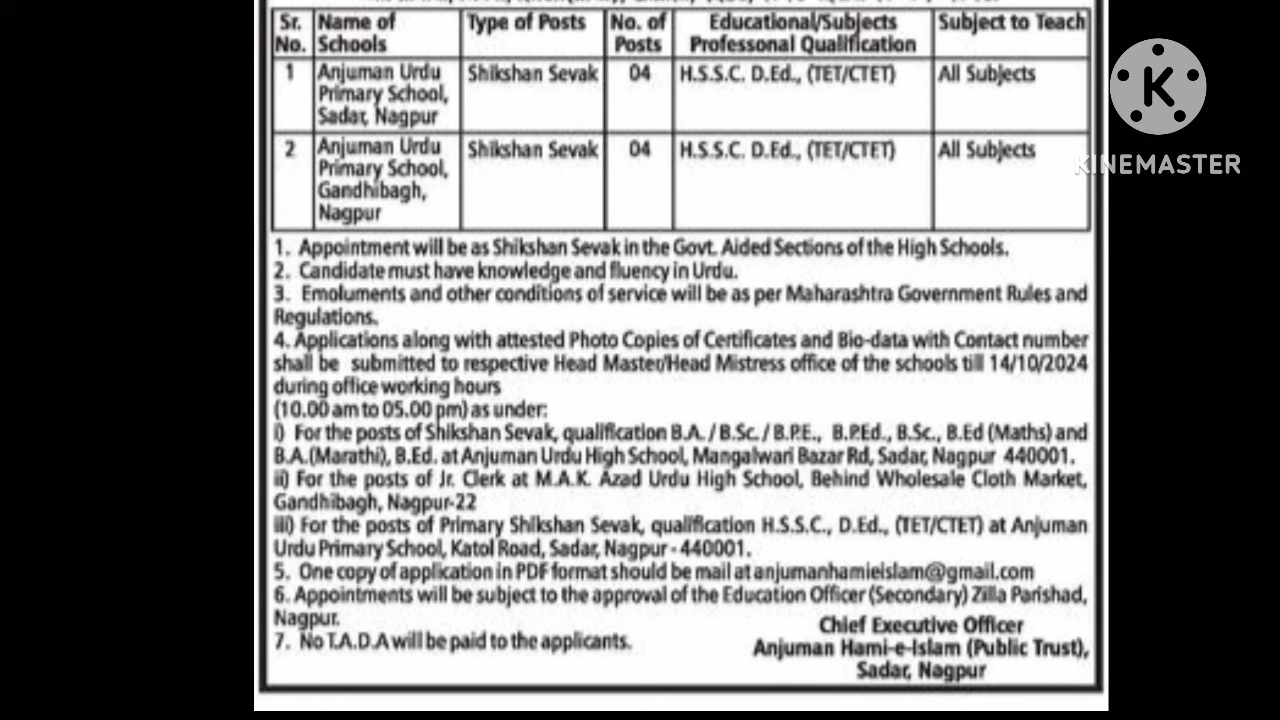 Sr. No. Name of Schools Type of Posts No. of Posts Educational/Subjects Professonal Qualification Subject to Teach
1 Anjuman Urdu Primary School, Sadar, Nagpur Shikshan Sevak 04 H.S.S.C. D.Ed., (TET/CTET) All Subjects
2 Anjuman Urdu Primary School, Gandhibagh, Nagpur Shikshan Sevak 04 H.S.S.C. D.Ed., (TET/CTET) All Subjects
1. Appointment will be as Shikshan Sevak in the Govt. Aided Sections of the High Schools.
2. Candidate must have knowledge and fluency in Urdu.
3. Emoluments and other conditions of service will be as per Maharashtra Government Rules and
Regulations.
4. Applications along with attested Photo Copies of Certificates and Bio-data with Contact number
shall be submitted to respective Head Master/Head Mistress office of the schools till 14/10/2024
during office working hours
(10.00 am to 05.00 pm) as under:
i) For the posts of Shikshan Sevak, qualification B.A. / B.Sc. / B.P.E., B.P.Ed., B.Sc., B.Ed (Maths) and
B.A.(Marathi), B.Ed. at Anjuman Urdu High School, Mangalwari Bazar Rd, Sadar, Nagpur 440001.
ii) For the posts of Jr. Clerk at M.A.K. Azad Urdu High School, Behind Wholesale Cloth Market,
Gandhibagh, Nagpur-22
iii) For the posts of Primary Shikshan Sevak, qualification H.S.S.C., D.Ed., (TET/CTET) at Anjuman
Urdu Primary School, Katol Road, Sadar, Nagpur - 440001.
5. One copy of application in PDF format should be mail at anjumanhamieislam@gmail.com
6. Appointments will be subject to the approval of the Education Officer (Secondary) Zilla Parishad,
Nagpur.
7. No T.A.D.A will be paid to the applicants.
Chief Executive Officer
Anjuman Hami-e-Islam (Public Trust),
Sadar, Nagpur
K
KINEMASTER